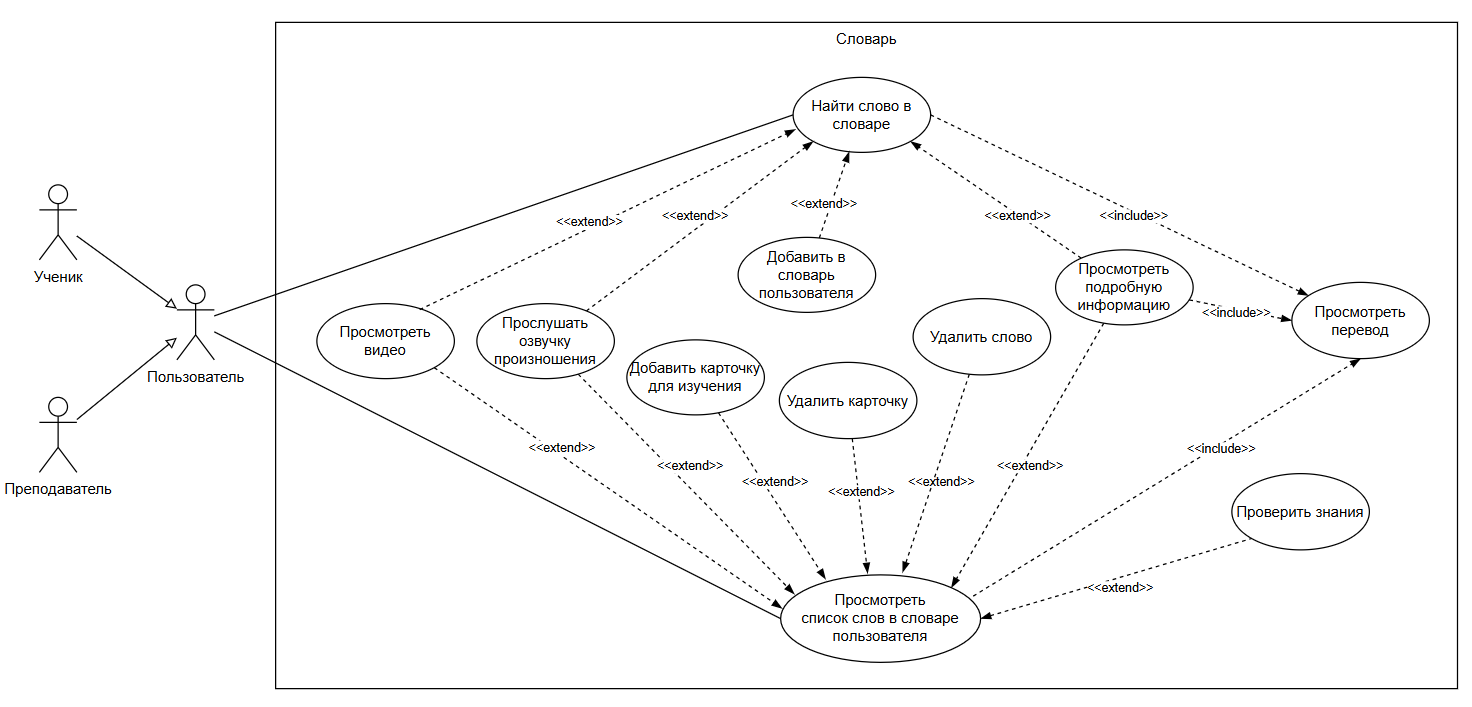 Словарь
Найти слово в
словаре
<<extend>>
<<extend>>
<<extend>>
<<extend>>
<<include>>
Ученик
Добавить в
словарь
пользователя
Просмотреть
подробную
информацию
<<include>>
Просмотреть
перевод
Пользователь
Просмотреть
видео
Прослушать
озвучку
произношения
Удалить слово
Добавить карточку
для изучения
Удалить карточку
Преподаватель
<<extend>>
<<extend>>
<<extend>>
<<extend>>
<<extend>>
<<extend>>
<<include>>
Проверить знания
<<extend>>
Просмотреть
список слов в словаре
пользователя